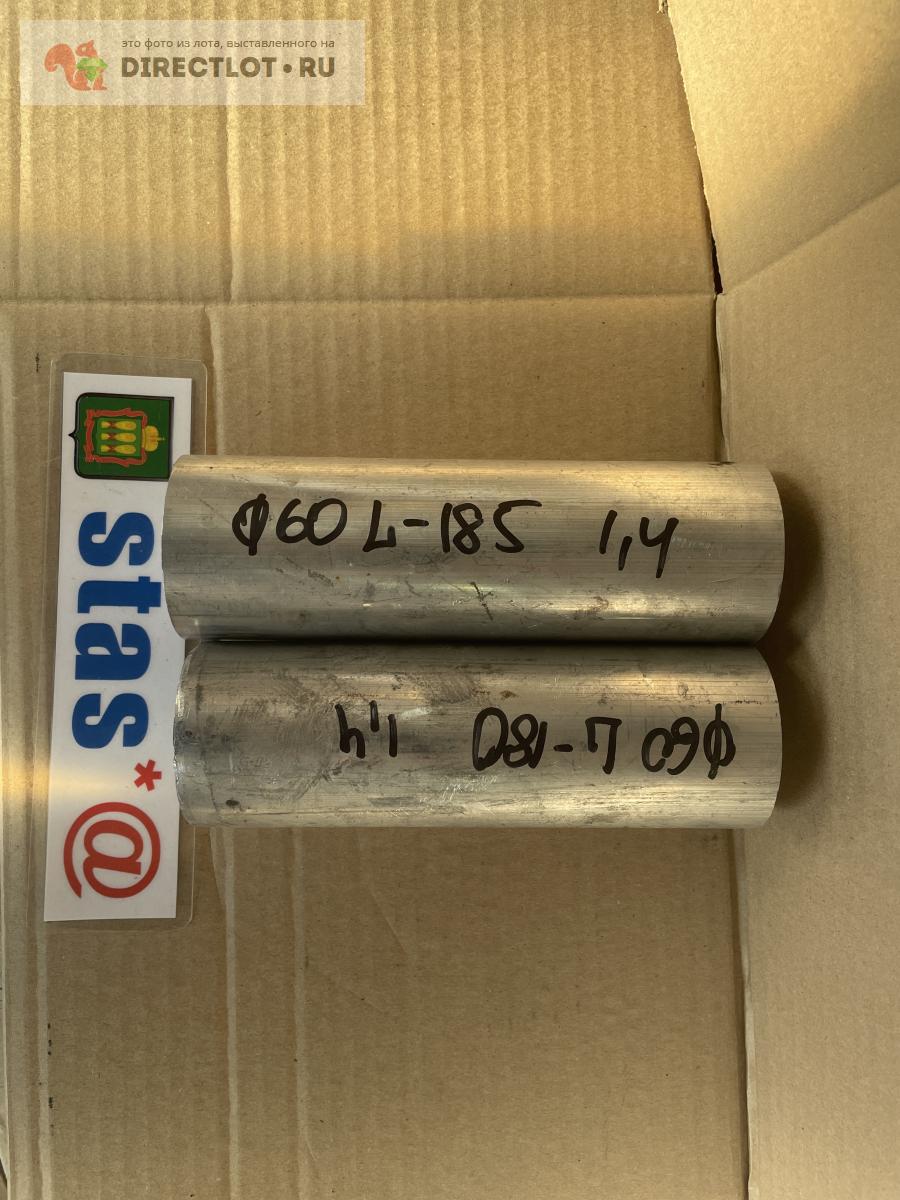 это фото из лота, выставленного на
DIRECTLOT.RU
Ф60 L-185 1,4
Ф60 L-180 1,4
stas*@